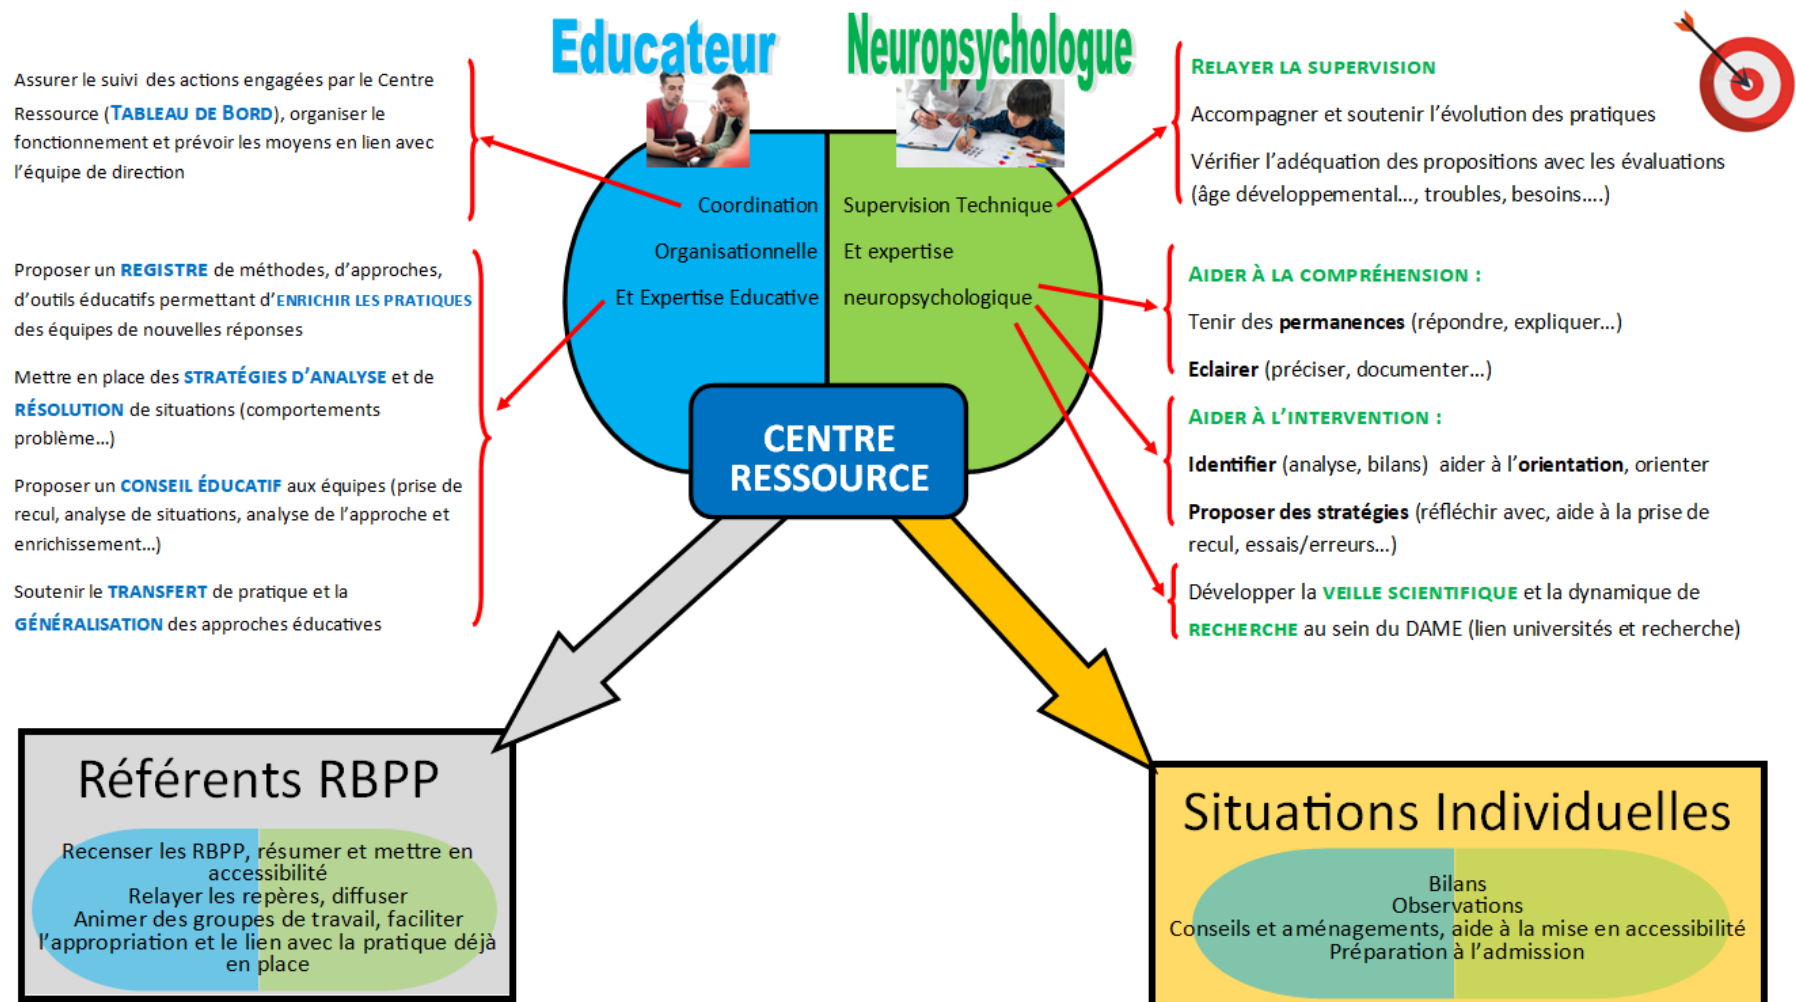 Educateur
Neuropsychologue
Assurer le suivi des actions engagées par le Centre
Ressource (TABLEAU DE BORD), organiser le
fonctionnement et prévoir les moyens en lien avec
l'équipe de direction
Proposer un REGISTRE de méthodes, d'approches,
d'outils éducatifs permettant d'ENRICHIR LES PRATIQUES
des équipes de nouvelles réponses
Mettre en place des STRATÉGIES D'ANALYSE et de
RÉSOLUTION de situations (comportements
problème...)
Proposer un CONSEIL ÉDUCATIF aux équipes (prise de
recul, analyse de situations, analyse de l'approche et
enrichissement...)
Soutenir le TRANSFERT de pratique et la
GÉNÉRALISATION des approches éducatives
Coordination
Organisationnelle
Et Expertise Educative
Supervision Technique
Et expertise
neuropsychologique
CENTRE
RESSOURCE
RELAYER LA SUPERVISION
Accompagner et soutenir l'évolution des pratiques
Vérifier l'adéquation des propositions avec les évaluations
(âge développemental..., troubles, besoins....)
AIDER À LA COMPRÉHENSION :
Tenir des permanences (répondre, expliquer...)
Eclairer (préciser, documenter...)
AIDER À L'INTERVENTION :
Identifier (analyse, bilans) aider à l'orientation, orienter
Proposer des stratégies (réfléchir avec, aide à la prise de
recul, essais/erreurs...)
Développer la VEILLE SCIENTIFIQUE et la dynamique de
RECHERCHE au sein du DAME (lien universités et recherche)
Référents RBPP
Recenser les RBPP, résumer et mettre en
accessibilité
Relayer les repères, diffuser
Animer des groupes de travail, faciliter
l'appropriation et le lien avec la pratique déjà
en place
Situations Individuelles
Bilans
Observations
Conseils et aménagements, aide à la mise en accessibilité
Préparation à l'admission